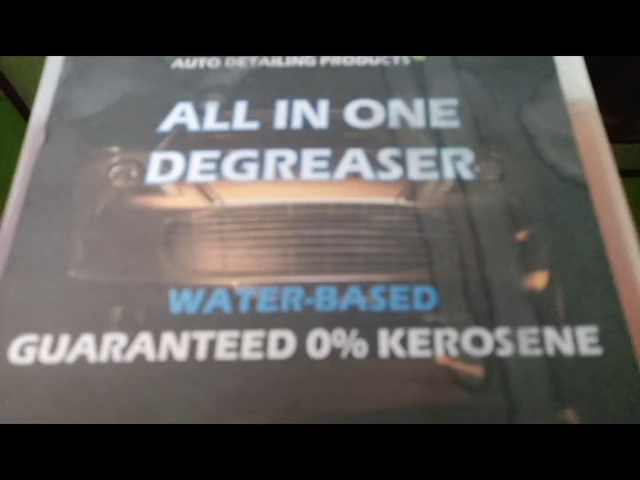 AUTO DETAILING PRODUCTS
ALL IN ONE
DEGREASER
WATER-BASED
GUARANTEED 0% KEROSENE